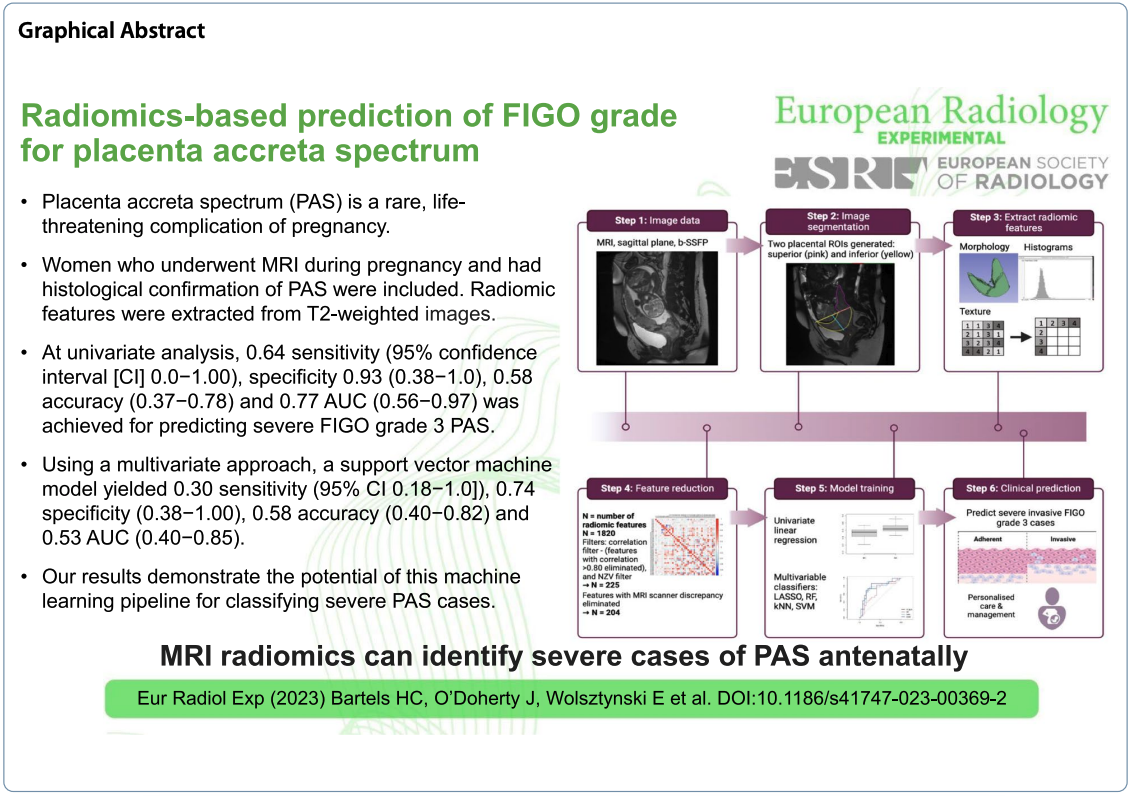 Graphical Abstract
Radiomics-based prediction of FIGO grade
for placenta accreta spectrum
European Radiology
EXPERIMENTAL
ESR EUROPEAN SOCIETY
OF RADIOLOGY
• Placenta accreta spectrum (PAS) is a rare, life-
threatening complication of pregnancy.
• Women who underwent MRI during pregnancy and had
histological confirmation of PAS were included. Radiomic
features were extracted from T2-weighted images.
• At univariate analysis, 0.64 sensitivity (95% confidence
interval [CI] 0.0−1.00), specificity 0.93 (0.38−1.0), 0.58
accuracy (0.37−0.78) and 0.77 AUC (0.56−0.97) was
achieved for predicting severe FIGO grade 3 PAS.
• Using a multivariate approach, a support vector machine
model yielded 0.30 sensitivity (95% CI 0.18−1.0]), 0.74
specificity (0.38−1.00), 0.58 accuracy (0.40−0.82) and
0.53 AUC (0.40−0.85).
• Our results demonstrate the potential of this machine
learning pipeline for classifying severe PAS cases.
Step 1: Image data
MRI, sagittal plane, b-SSFP
Step 2: Image
segmentation
Two placental ROIs generated:
superior (pink) and inferior (yellow)
Step 3: Extract radiomic
features
Morphology Histograms
Texture
1 1 3 4
2 1 3 1
3 2 3 4
4 4 2 1
1 2 3 4
2
3
4
Step 4: Feature reduction
N = number of
radiomic features
N = 1820
Filters: correlation
filter - (features
with correlation
>0.80 eliminated),
and NZV filter
→ N = 225
Features with MRI scanner discrepancy
eliminated
→ N = 204
Step 5: Model training
Univariate
linear
regression
Multivariable
classifiers:
LASSO, RF,
kNN, SVM
Step 6: Clinical prediction
Predict severe invasive FIGO
grade 3 cases
Adherent Invasive
Personalised
care &
management
MRI radiomics can identify severe cases of PAS antenatally
Eur Radiol Exp (2023) Bartels HC, O’Doherty J, Wolsztynski E et al. DOI:10.1186/s41747-023-00369-2